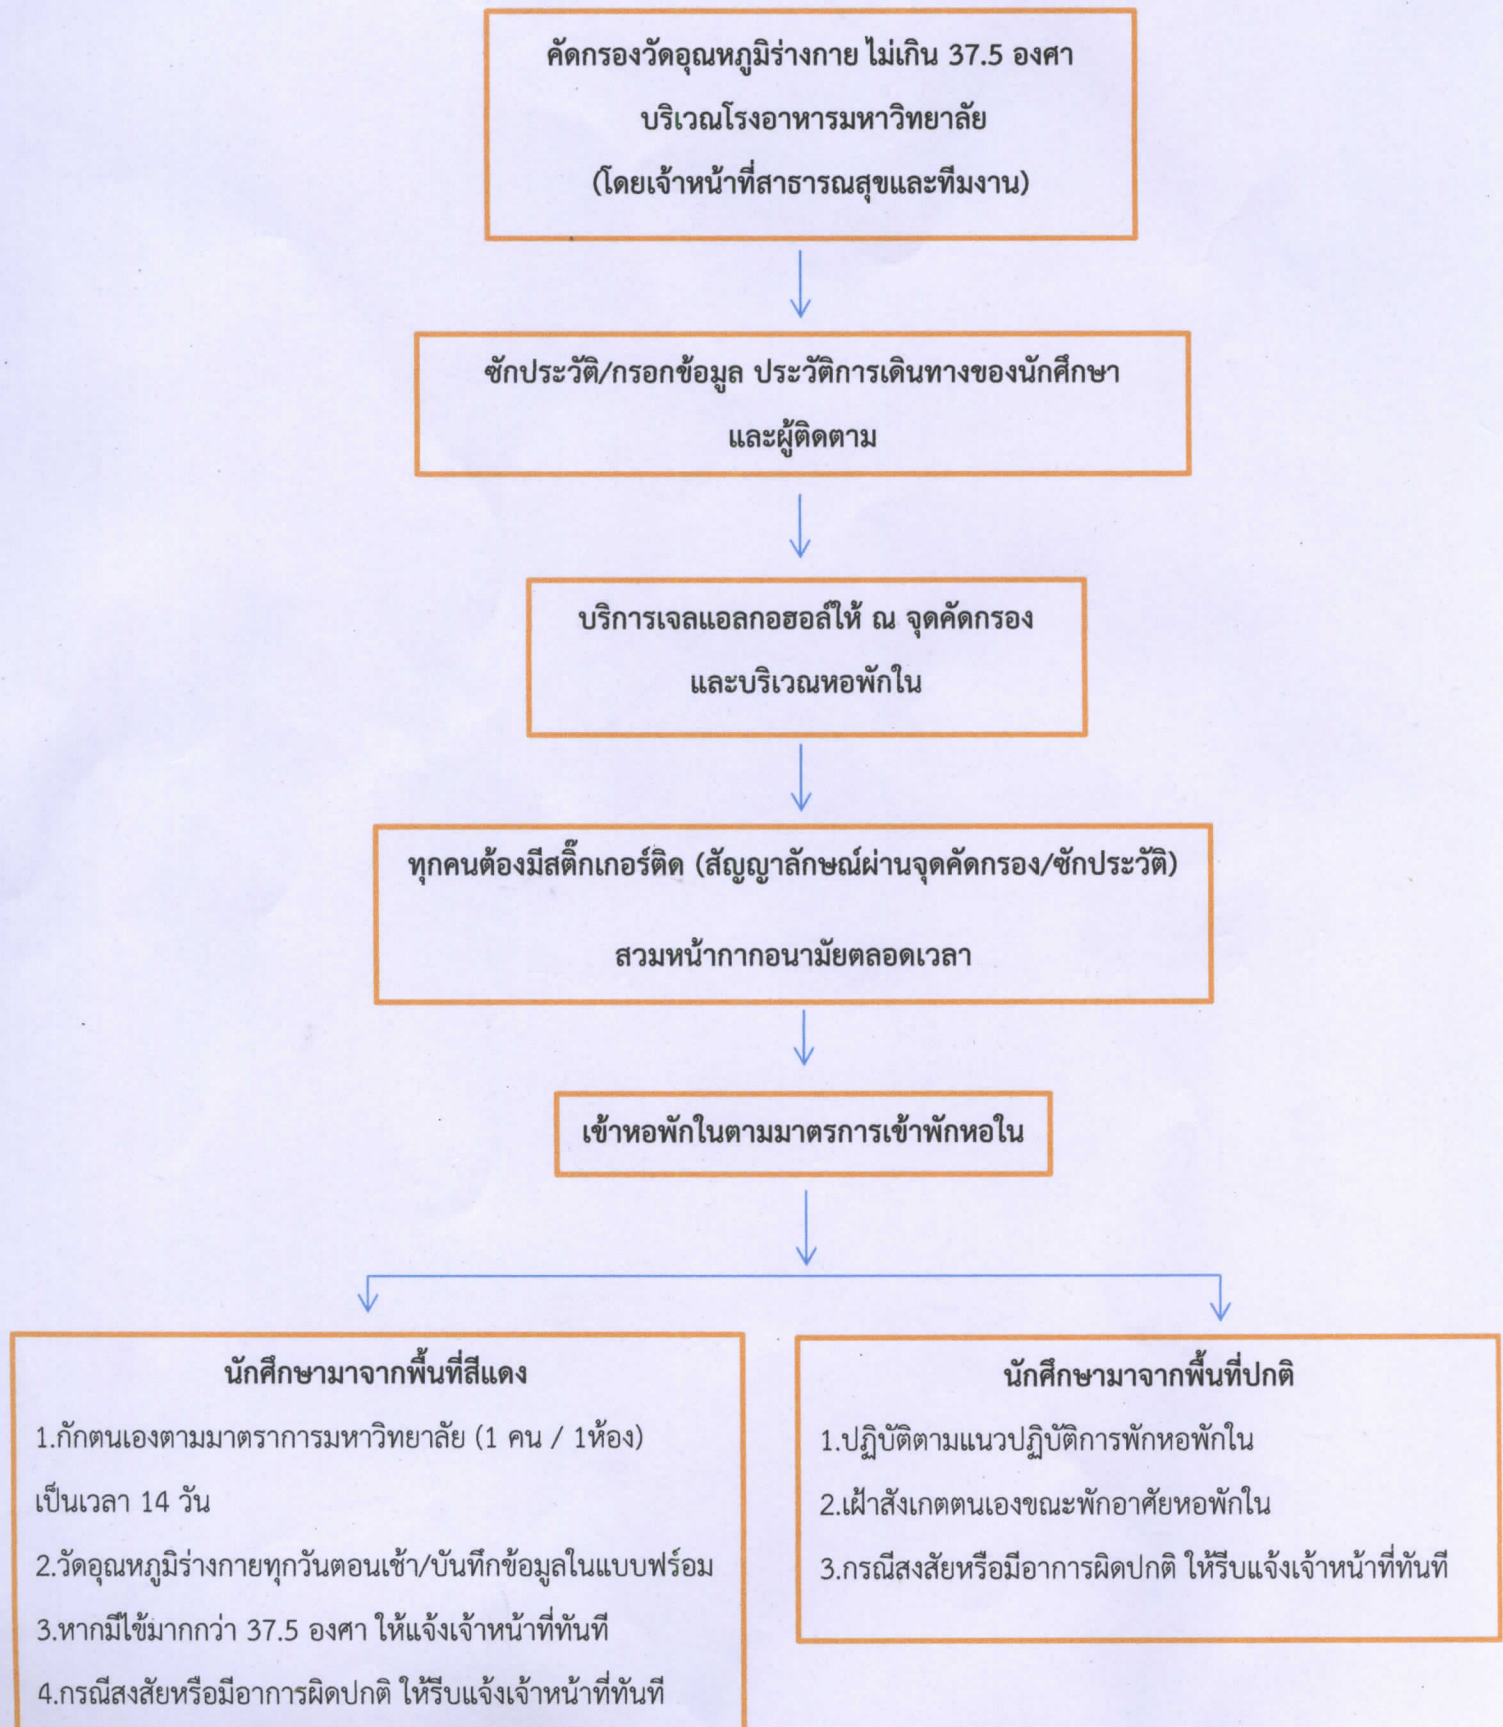 คัดกรองวัดอุณหภูมิร่างกาย ไม่เกิน 37.5 องศา
บริเวณโรงอาหารมหาวิทยาลัย
(โดยเจ้าหน้าที่สาธารณสุขและทีมงาน)
ซักประวัติ/กรอกข้อมูล ประวัติการเดินทางของนักศึกษา
และผู้ติดตาม
บริการเจลแอลกอฮอล์ให้ ณ จุดคัดกรอง
และบริเวณหอพักใน
ทุกคนต้องมีสติ๊กเกอร์ติด (สัญญาลักษณ์ผ่านจุดคัดกรอง/ซักประวัติ)
สวมหน้ากากอนามัยตลอดเวลา
เข้าหอพักในตามมาตรการเข้าพักหอใน
นักศึกษามาจากพื้นที่สีแดง
1.กักตนเองตามมาตราการมหาวิทยาลัย (1 คน / 1ห้อง)
เป็นเวลา 14 วัน
2.วัดอุณหภูมิร่างกายทุกวันตอนเช้า/บันทึกข้อมูลในแบบฟร์อม
3.หากมีไข้มากกว่า 37.5 องศา ให้แจ้งเจ้าหน้าที่ทันที
4.กรณีสงสัยหรือมีอาการผิดปกติ ให้รีบแจ้งเจ้าหน้าที่ทันที
นักศึกษามาจากพื้นที่ปกติ
1.ปฏิบัติตามแนวปฏิบัติการพักหอพักใน
2.เฝ้าสังเกตตนเองขณะพักอาศัยหอพักใน
3.กรณีสงสัยหรือมีอาการผิดปกติ ให้รีบแจ้งเจ้าหน้าที่ทันที